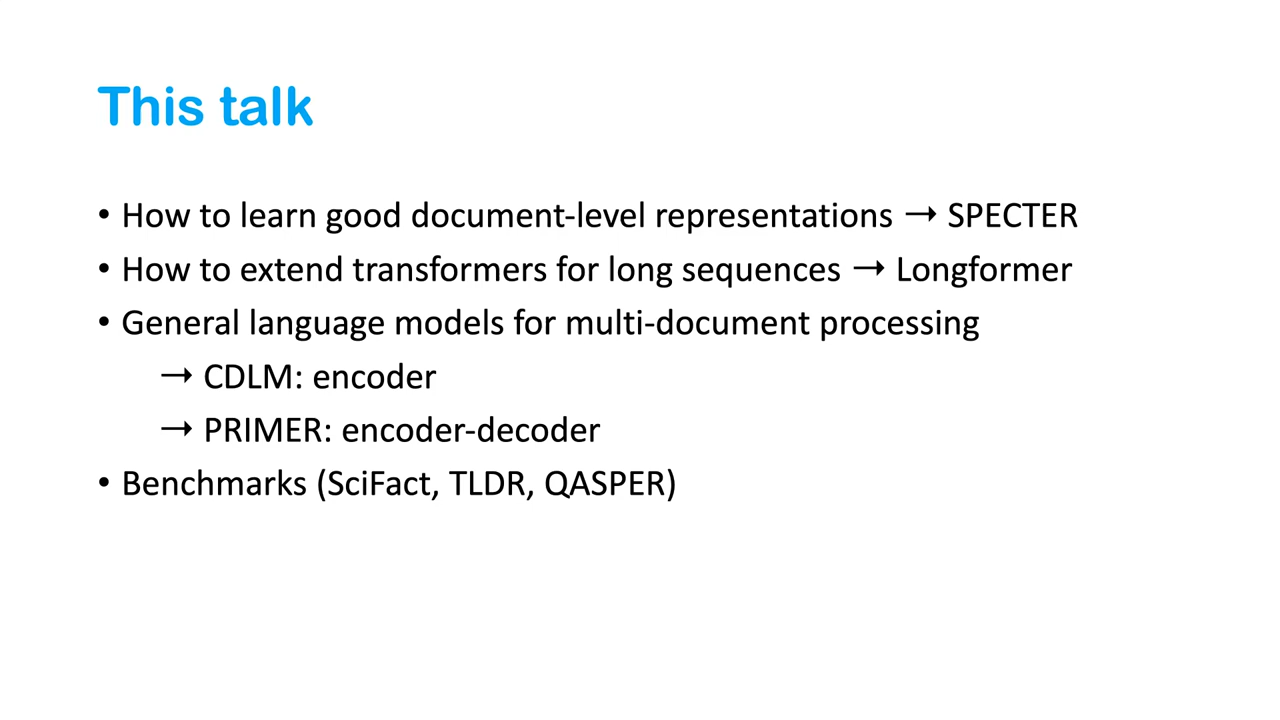 This talk
• How to learn good document-level representations → SPECTER
• How to extend transformers for long sequences → Longformer
• General language models for multi-document processing
→ CDLM: encoder
→ PRIMER: encoder-decoder
• Benchmarks (SciFact, TLDR, QASPER)